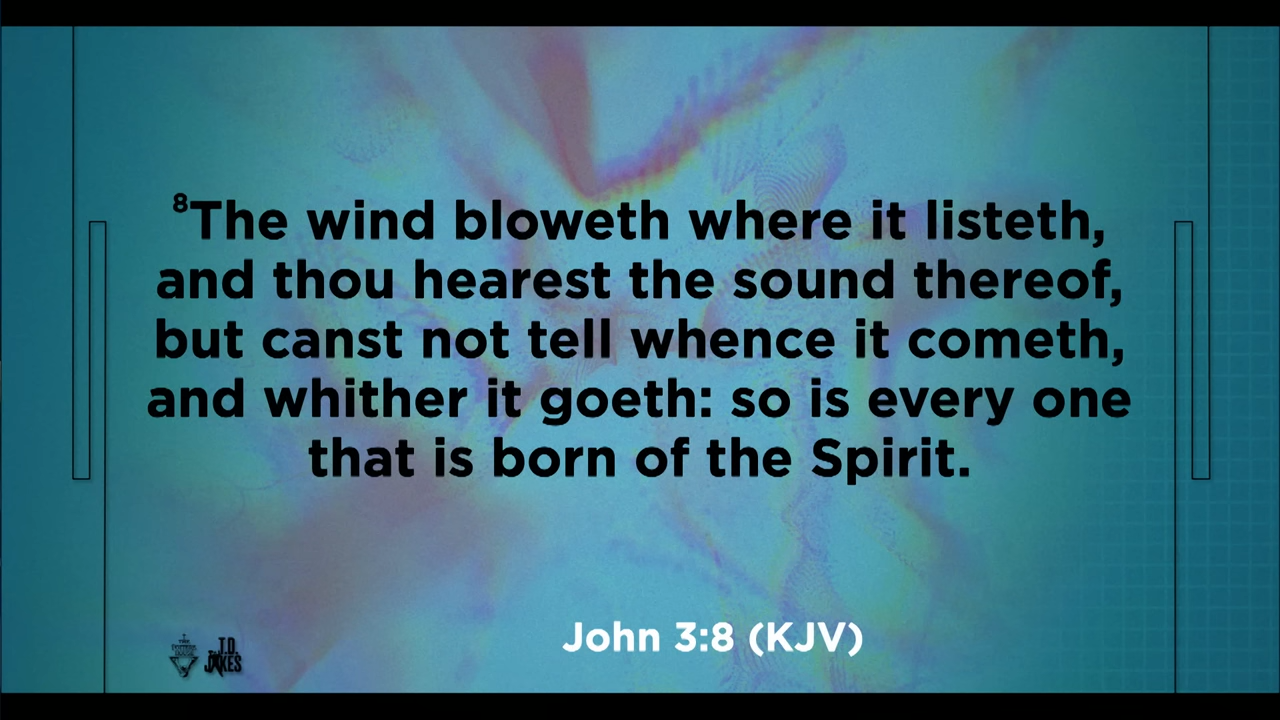 ⁸The wind bloweth where it listeth,
and thou hearest the sound thereof,
but canst not tell whence it cometh,
and whither it goeth: so is every one
that is born of the Spirit.
John 3:8 (KJV)
T.D.
JAKES